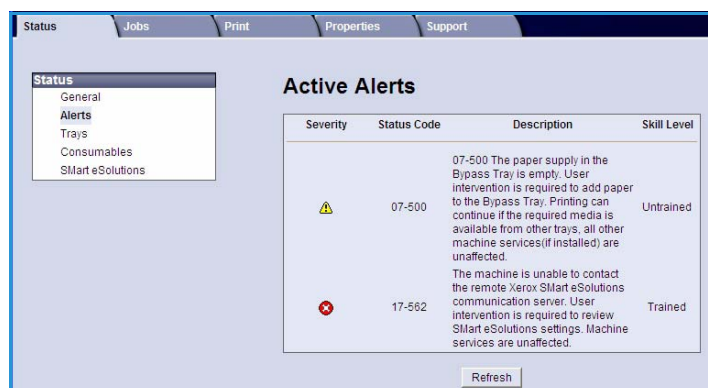 Status Jobs Print Properties Support
Status
General
Alerts
Trays
Consumables
SMart eSolutions
Active Alerts
Severity Status Code Description Skill Level
07-500 The paper supply in the
Bypass Tray is empty. User
intervention is required to add paper
to the Bypass Tray. Printing can
07-500 continue if the required media is Untrained
available from other trays, all other
machine services(if installed) are
unaffected.
The machine is unable to contact
the remote Xerox SMart eSolutions
communication server. User
17-562 intervention is required to review Trained
SMart eSolutions settings. Machine
services are unaffected.
Refresh